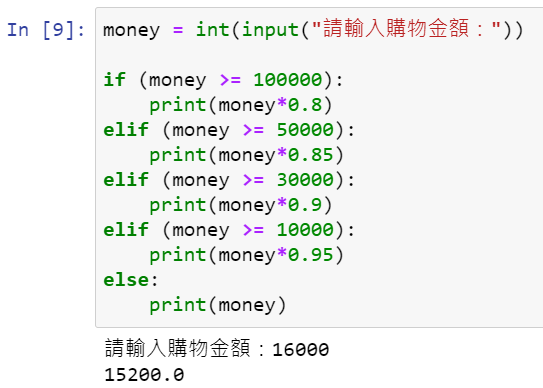 In [9]: money = int(input("請輸入購物金額："))
if (money >= 100000):
    print(money*0.8)
elif (money >= 50000):
    print(money*0.85)
elif (money >= 30000):
    print(money*0.9)
elif (money >= 10000):
    print(money*0.95)
else:
    print(money)
請輸入購物金額：16000
15200.0